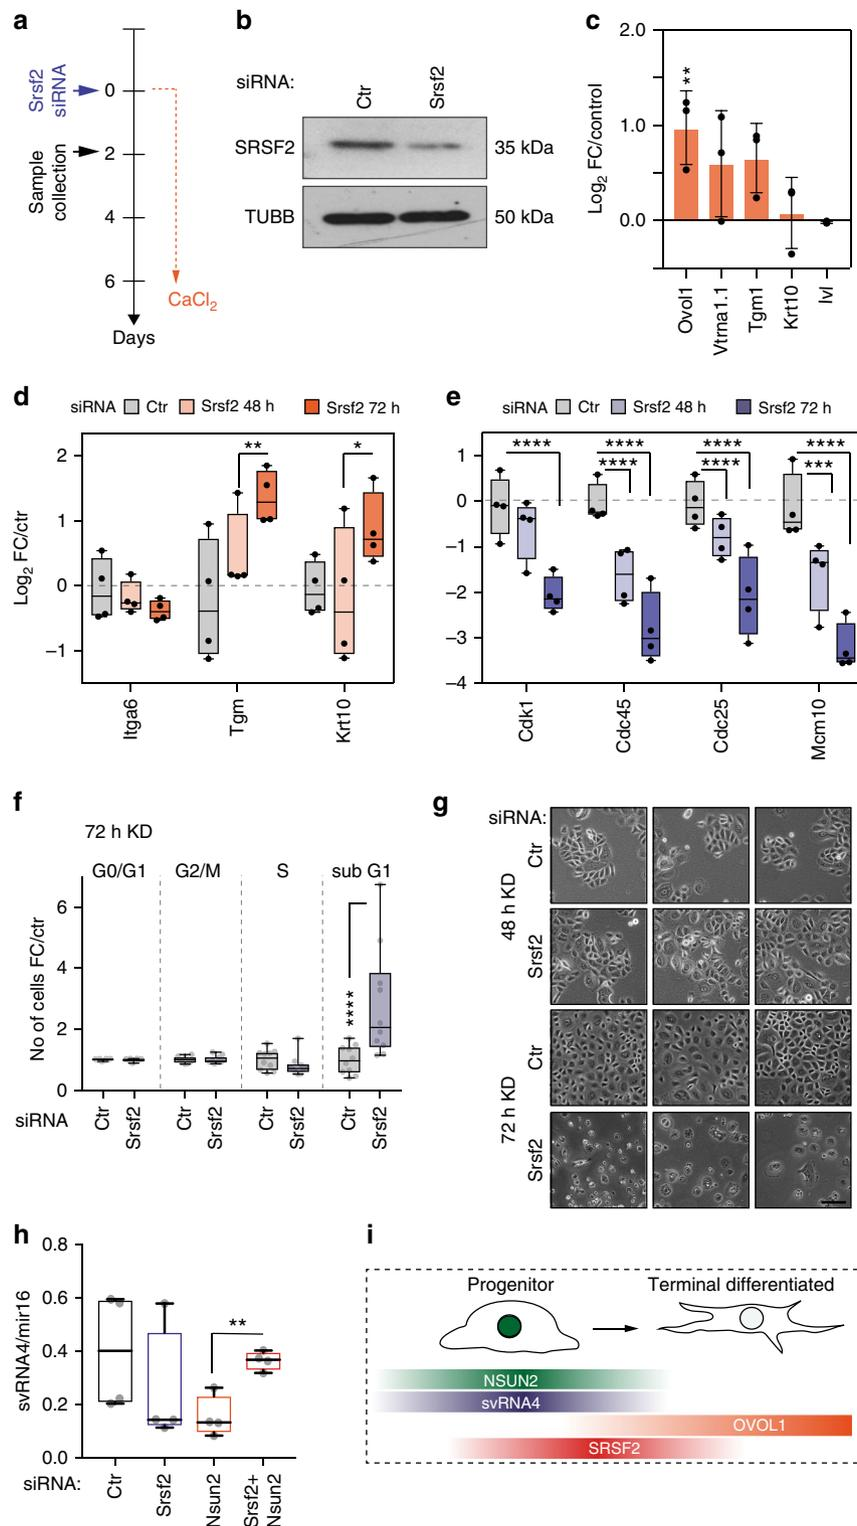 a
Srsf2
siRNA
0
Sample
collection
2
4
6
CaCl2
Days
b
siRNA:
Ctr
Srsf2
SRSF2
35 kDa
TUBB
50 kDa
c
Log2 FC/control
2.0
1.0
0.0
**
Ovol1
Vtrna1.1
Tgm1
Krt10
Ivl
d
siRNA Ctr Srsf2 48 h Srsf2 72 h
Log2 FC/ctr
2
1
0
–1
**
*
Itga6
Tgm
Krt10
e
siRNA Ctr Srsf2 48 h Srsf2 72 h
1
0
–1
–2
–3
–4
**** **** **** ****
**** **** ***
Cdk1
Cdc45
Cdc25
Mcm10
f
72 h KD
G0/G1 G2/M S sub G1
No of cells FC/ctr
6
4
2
0
****
siRNA
Ctr
Srsf2
Ctr
Srsf2
Ctr
Srsf2
Ctr
Srsf2
g
siRNA:
48 h KD
Ctr
Srsf2
72 h KD
Ctr
Srsf2
h
svRNA4/mir16
0.8
0.6
0.4
0.2
0.0
**
siRNA:
Ctr
Srsf2
Nsun2
Srsf2+
Nsun2
i
Progenitor
Terminal differentiated
NSUN2
svRNA4
OVOL1
SRSF2